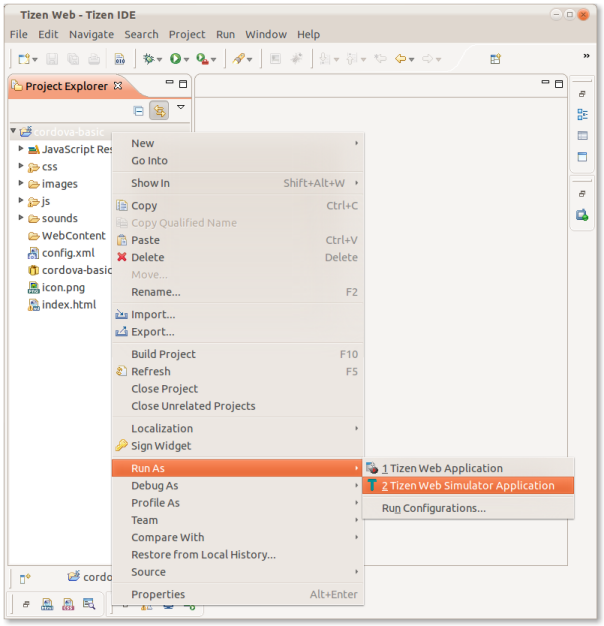 Tizen Web - Tizen IDE
File Edit Navigate Search Project Run Window Help
Project Explorer
cordova-basic
JavaScript Res
css
images
js
sounds
WebContent
config.xml
cordova-basic
icon.png
index.html
New
Go Into
Show In Shift+Alt+W
Copy Ctrl+C
Copy Qualified Name
Paste Ctrl+V
Delete Delete
Move...
Rename... F2
Import...
Export...
Build Project F10
Refresh F5
Close Project
Close Unrelated Projects
Localization
Sign Widget
Run As
Debug As
Profile As
Team
Compare With
Restore from Local History...
Source
Properties Alt+Enter
1 Tizen Web Application
2 Tizen Web Simulator Application
Run Configurations...
cordo